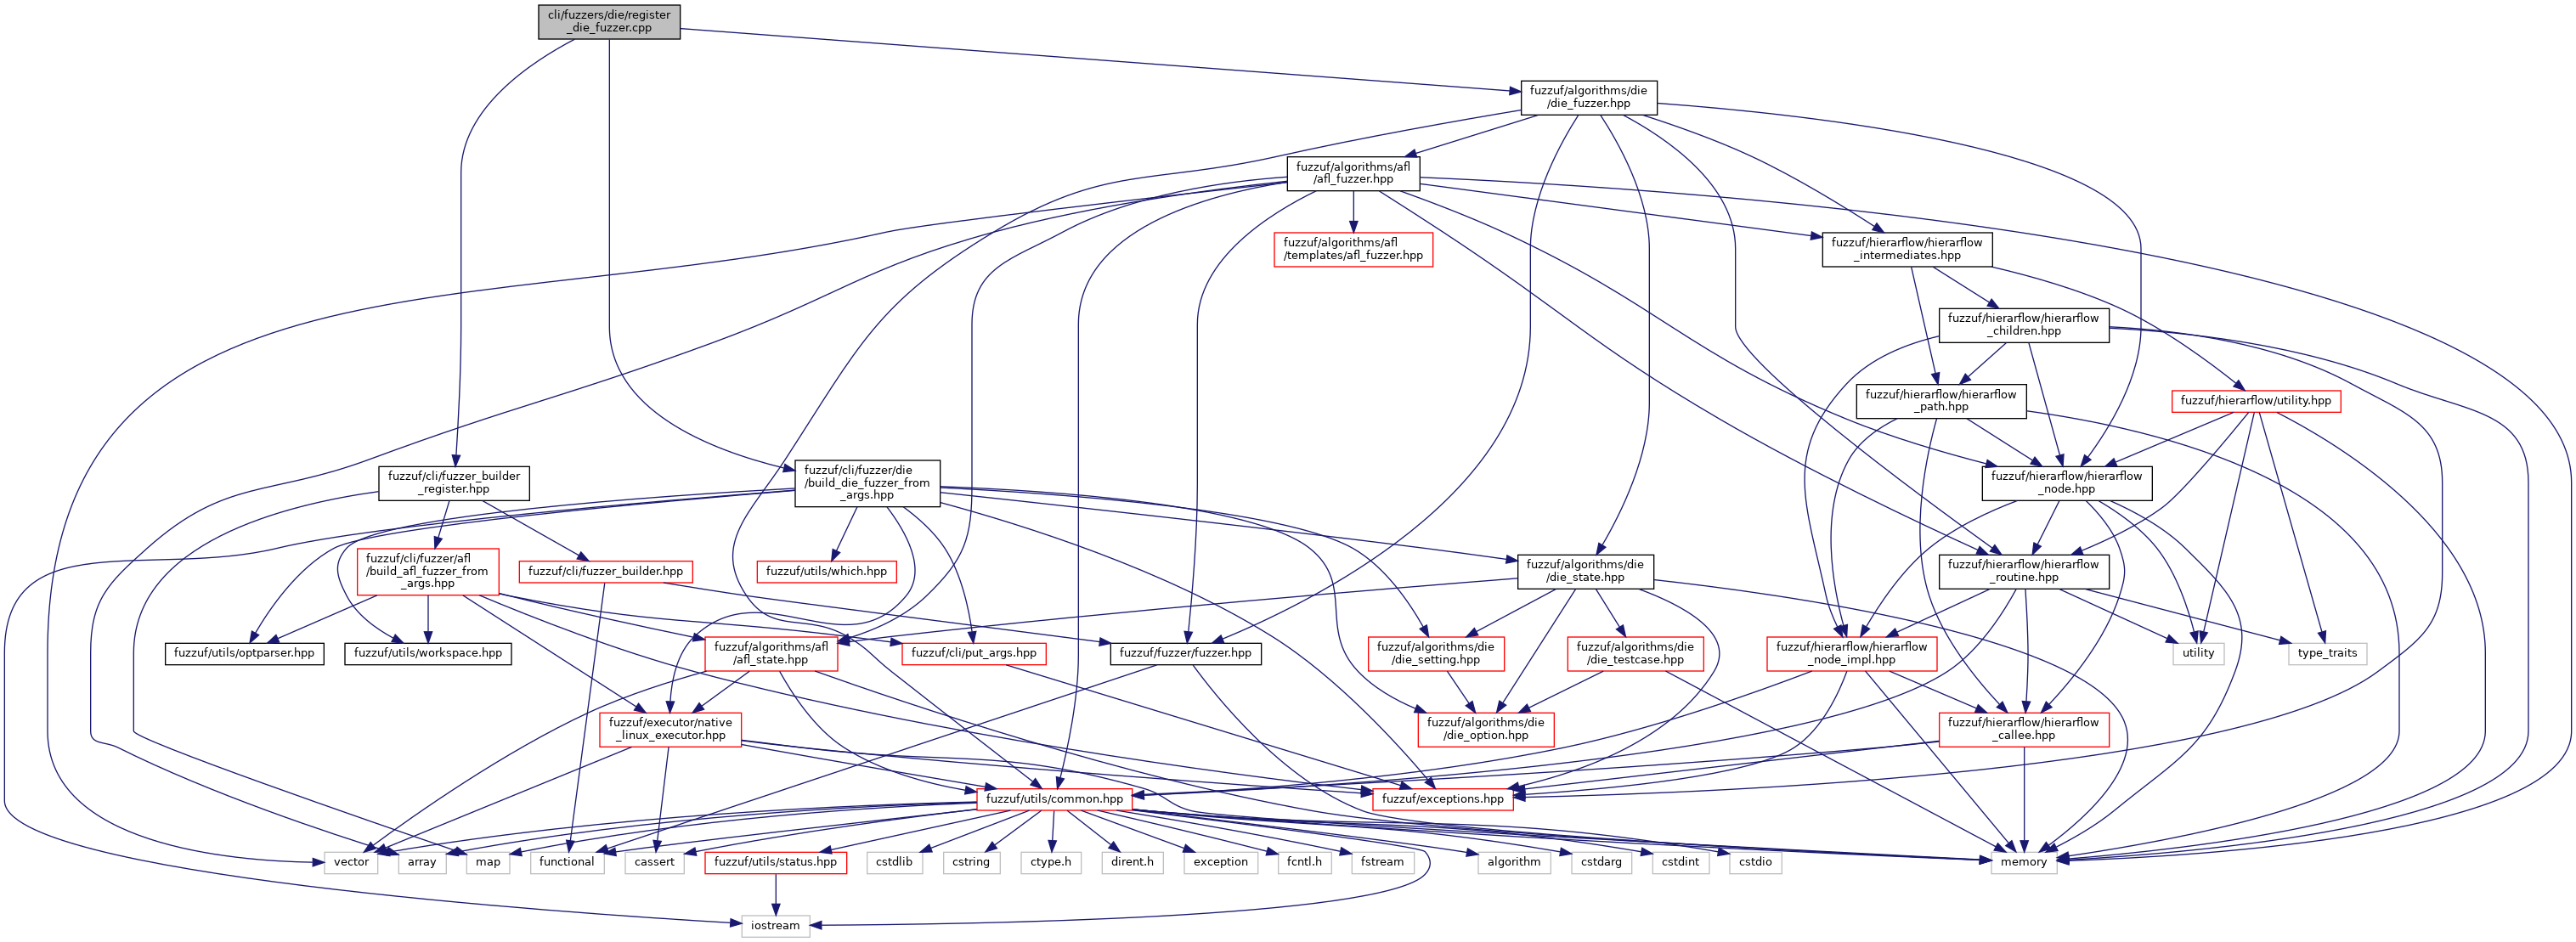 cli/fuzzers/die/register
_die_fuzzer.cpp
fuzzuf/algorithms/die
/die_fuzzer.hpp
fuzzuf/algorithms/afl
/afl_fuzzer.hpp
fuzzuf/algorithms/afl
/templates/afl_fuzzer.hpp
fuzzuf/hierarflow/hierarflow
_intermediates.hpp
fuzzuf/hierarflow/hierarflow
_children.hpp
fuzzuf/hierarflow/hierarflow
_path.hpp
fuzzuf/hierarflow/utility.hpp
fuzzuf/cli/fuzzer_builder
_register.hpp
fuzzuf/cli/fuzzer/die
/build_die_fuzzer_from
_args.hpp
fuzzuf/hierarflow/hierarflow
_node.hpp
fuzzuf/cli/fuzzer/afl
/build_afl_fuzzer_from
_args.hpp
fuzzuf/cli/fuzzer_builder.hpp
fuzzuf/utils/which.hpp
fuzzuf/algorithms/die
/die_state.hpp
fuzzuf/hierarflow/hierarflow
_routine.hpp
fuzzuf/utils/optparser.hpp
fuzzuf/utils/workspace.hpp
fuzzuf/algorithms/afl
/afl_state.hpp
fuzzuf/cli/put_args.hpp
fuzzuf/fuzzer/fuzzer.hpp
fuzzuf/algorithms/die
/die_setting.hpp
fuzzuf/algorithms/die
/die_testcase.hpp
fuzzuf/hierarflow/hierarflow
_node_impl.hpp
utility
type_traits
fuzzuf/executor/native
_linux_executor.hpp
fuzzuf/algorithms/die
/die_option.hpp
fuzzuf/hierarflow/hierarflow
_callee.hpp
fuzzuf/utils/common.hpp
fuzzuf/exceptions.hpp
vector
array
map
functional
cassert
fuzzuf/utils/status.hpp
cstdlib
cstring
ctype.h
dirent.h
exception
fcntl.h
fstream
algorithm
cstdarg
cstdint
cstdio
memory
iostream